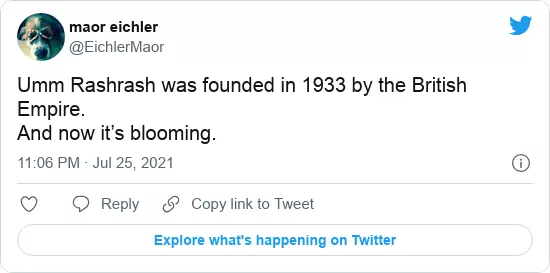 maor eichler
@EichlerMaor
Umm Rashrash was founded in 1933 by the British
Empire.
And now it’s blooming.
11:06 PM · Jul 25, 2021
Reply
Copy link to Tweet
Explore what's happening on Twitter